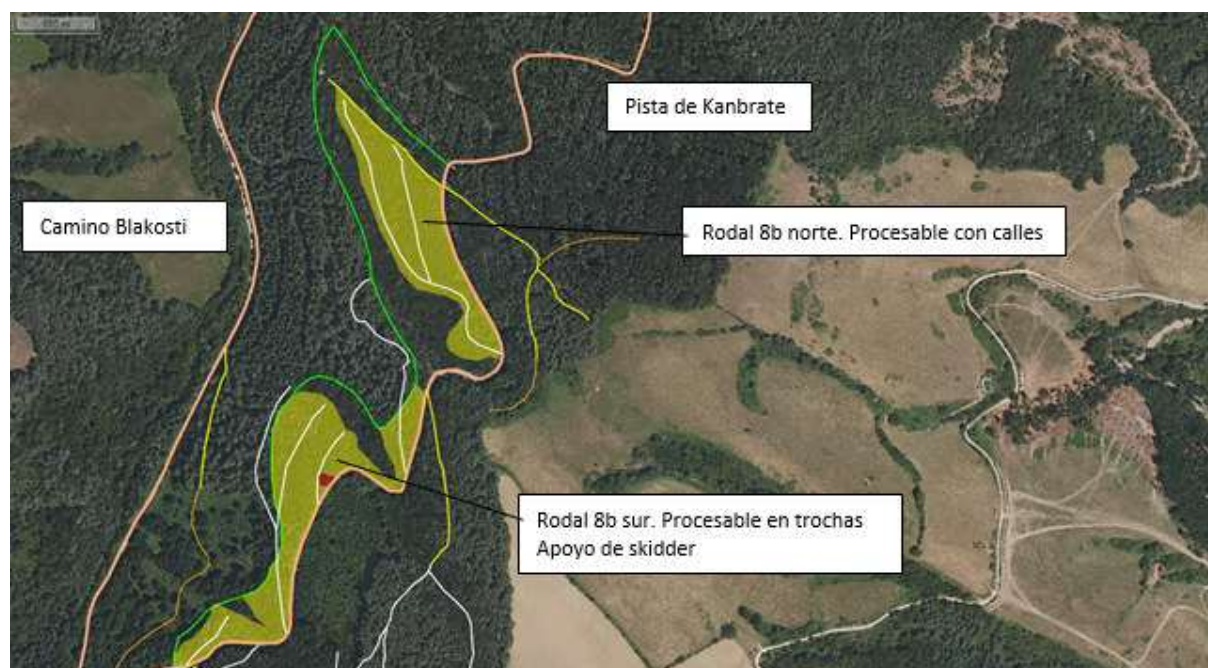 Pista de Kanbrate
Camino Blakosti
Rodal 8b norte. Procesable con calles
Rodal 8b sur. Procesable en trochas
Apoyo de skidder